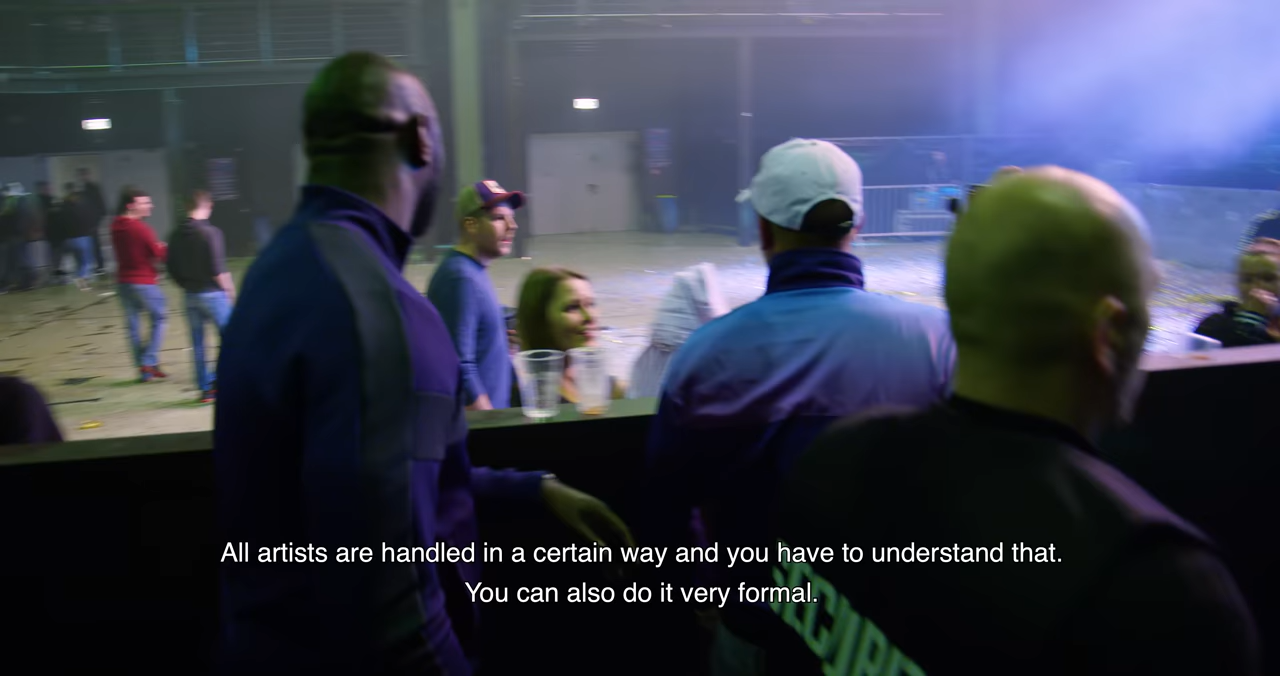 All artists are handled in a certain way and you have to understand that.
You can also do it very formal.
SECURITY